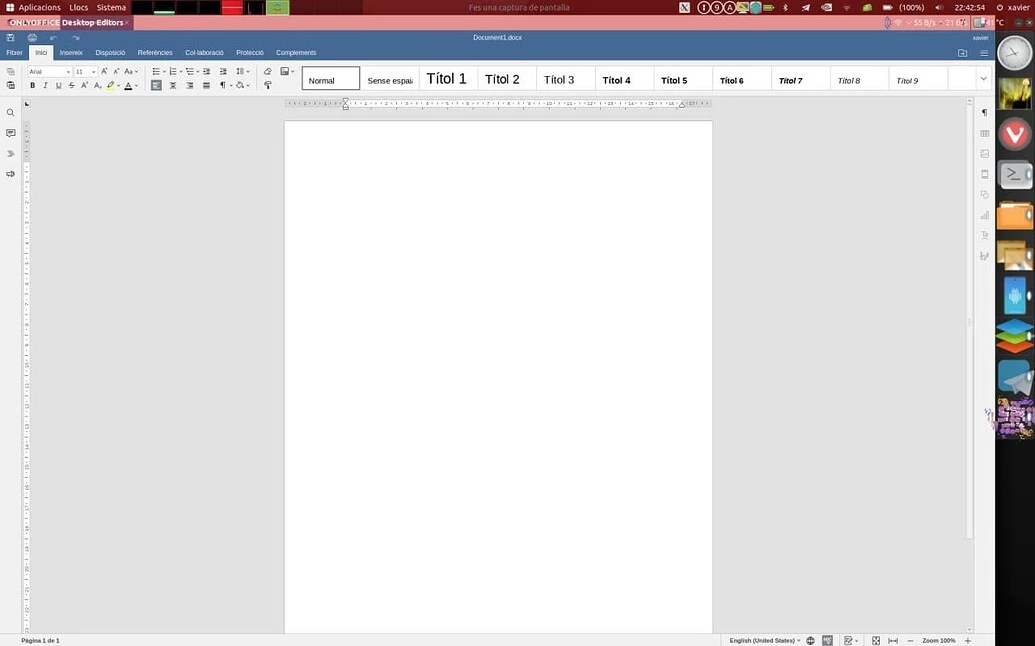 Aplicacions Llocs Sistema Fes una captura de pantalla (100%) 22:42:54 xavier
ONLYOFFICE Desktop Editors
Document1.docx xavier
Fitxer Inici Insereix Disposició Referències Col·laboració Protecció Complements
Arial 11 Aa
Normal Sense espai Títol 1 Títol 2 Títol 3 Títol 4 Títol 5 Títol 6 Títol 7 Títol 8 Títol 9
B I U S A A
Pàgina 1 de 1 English (United States) Zoom 100%